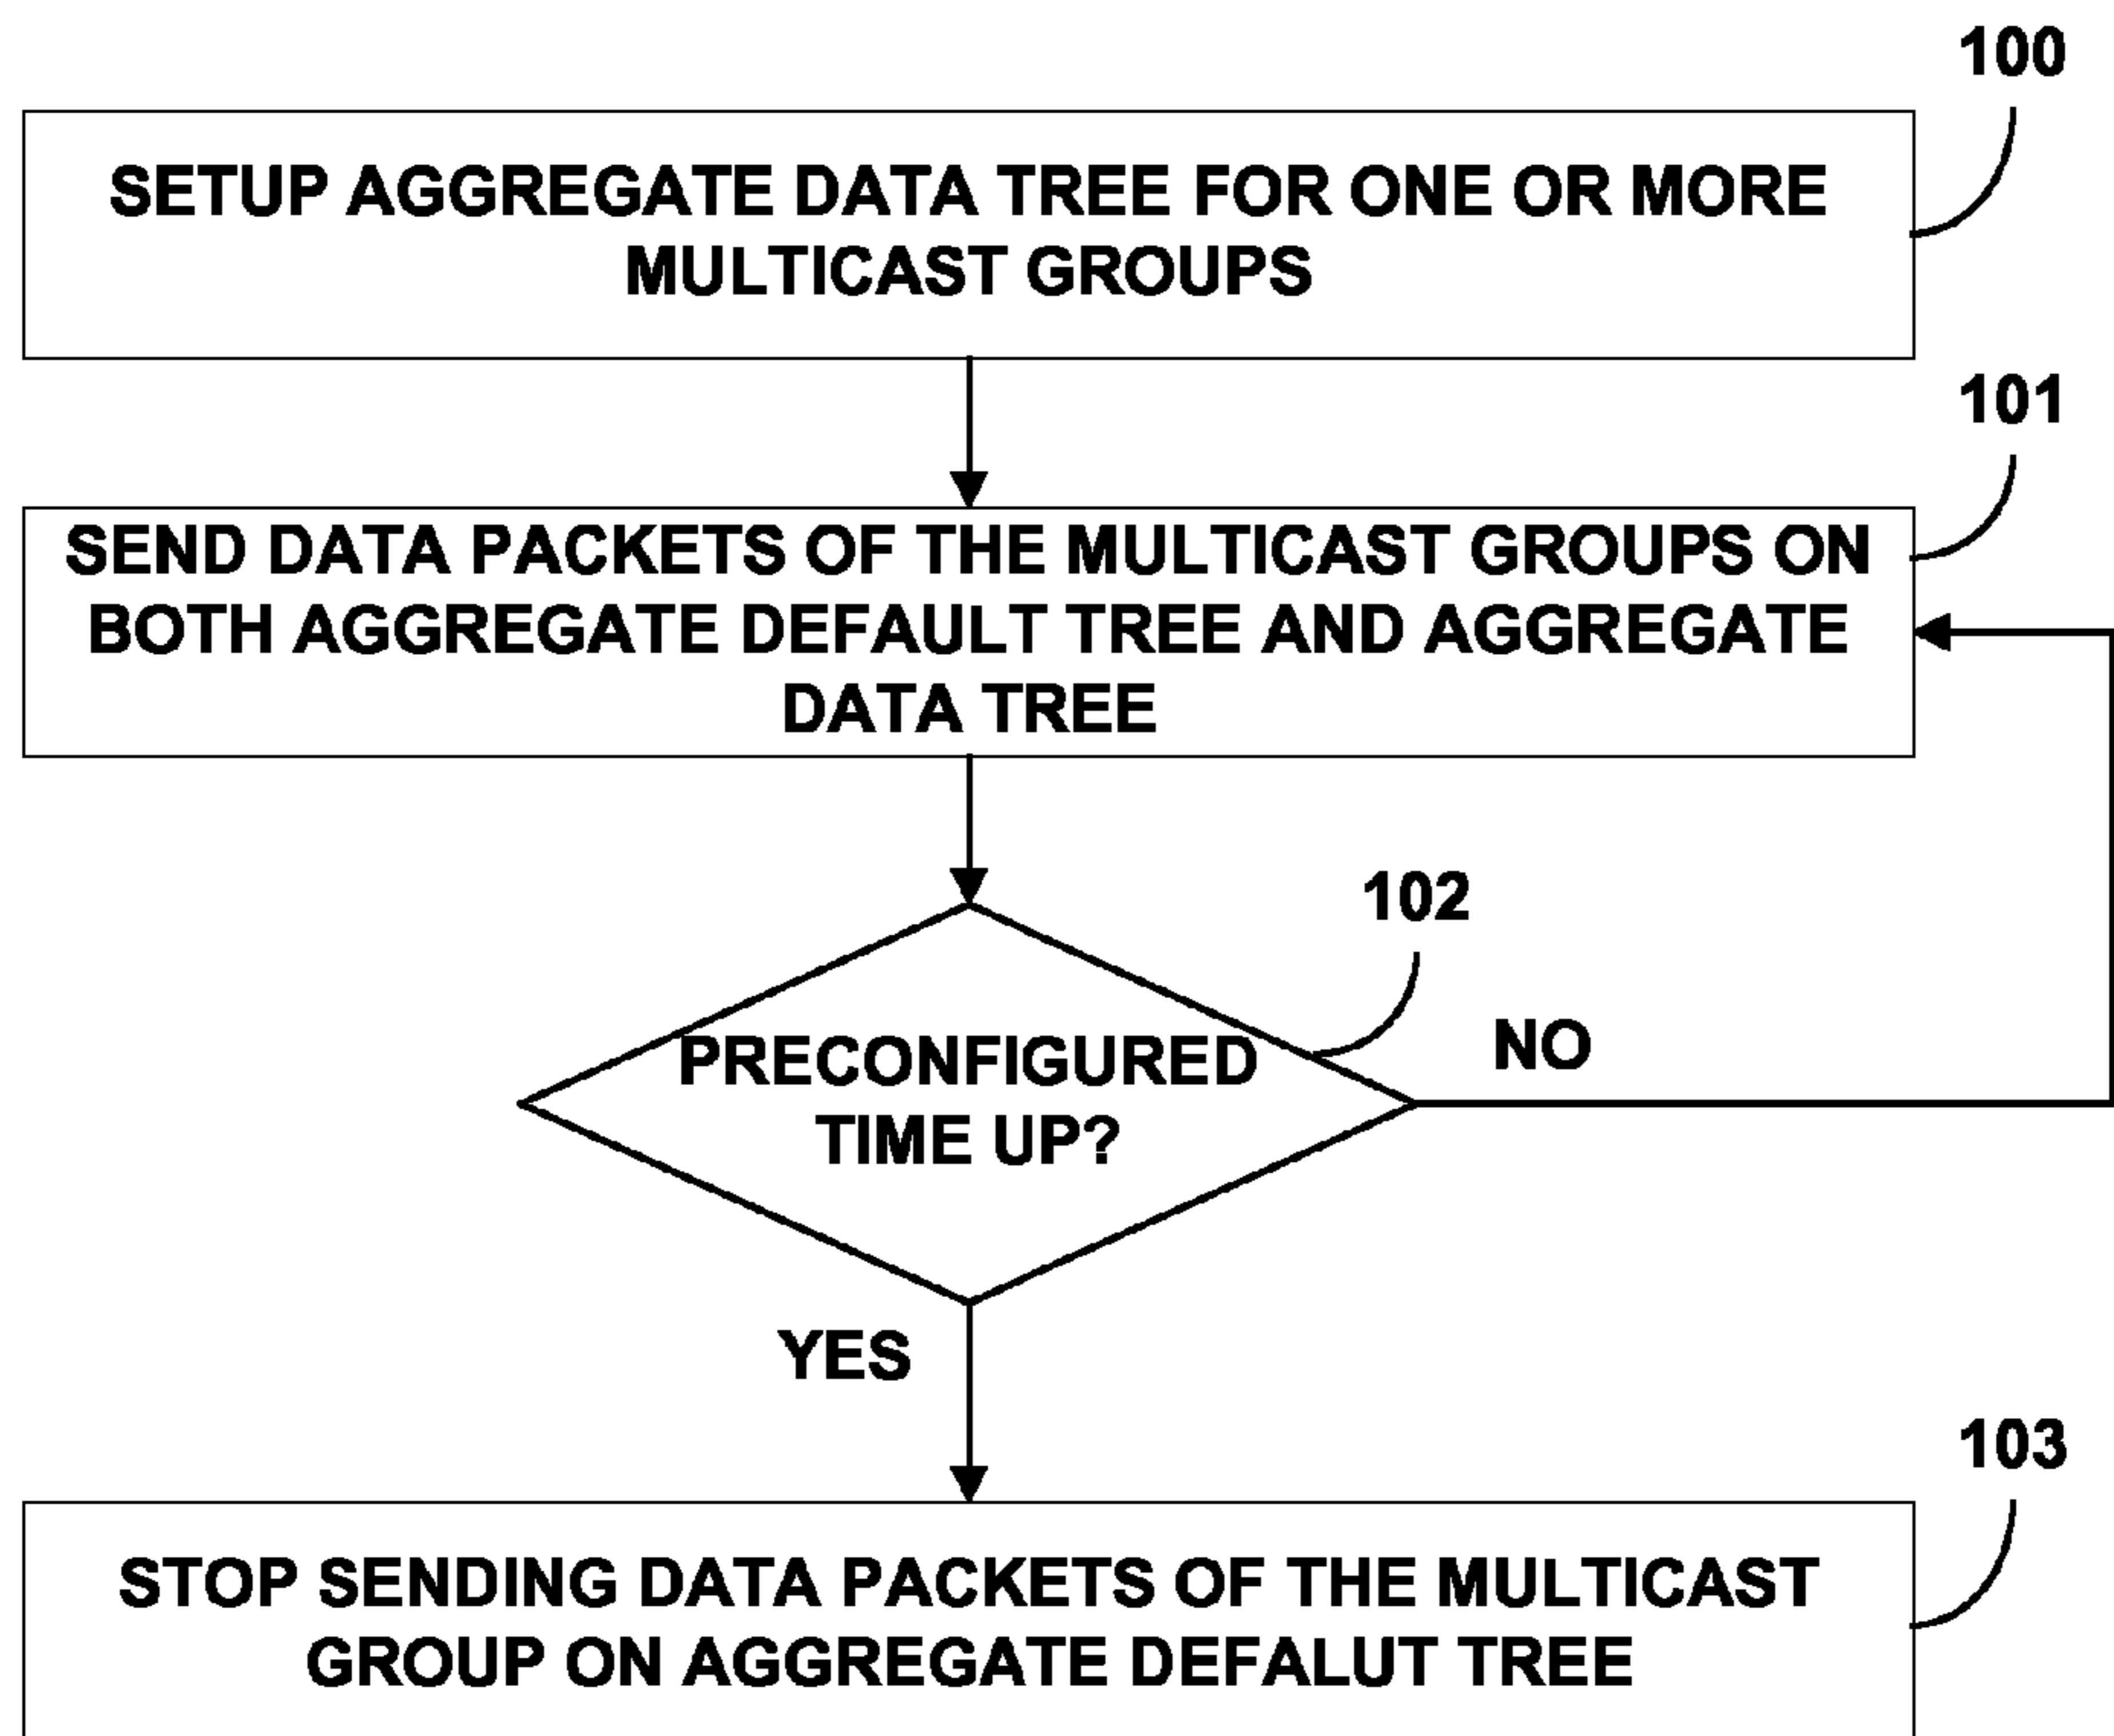 100
SETUP AGGREGATE DATA TREE FOR ONE OR MORE
MULTICAST GROUPS
101
SEND DATA PACKETS OF THE MULTICAST GROUPS ON
BOTH AGGREGATE DEFAULT TREE AND AGGREGATE
DATA TREE
102
PRECONFIGURED
TIME UP?
NO
YES
103
STOP SENDING DATA PACKETS OF THE MULTICAST
GROUP ON AGGREGATE DEFALUT TREE